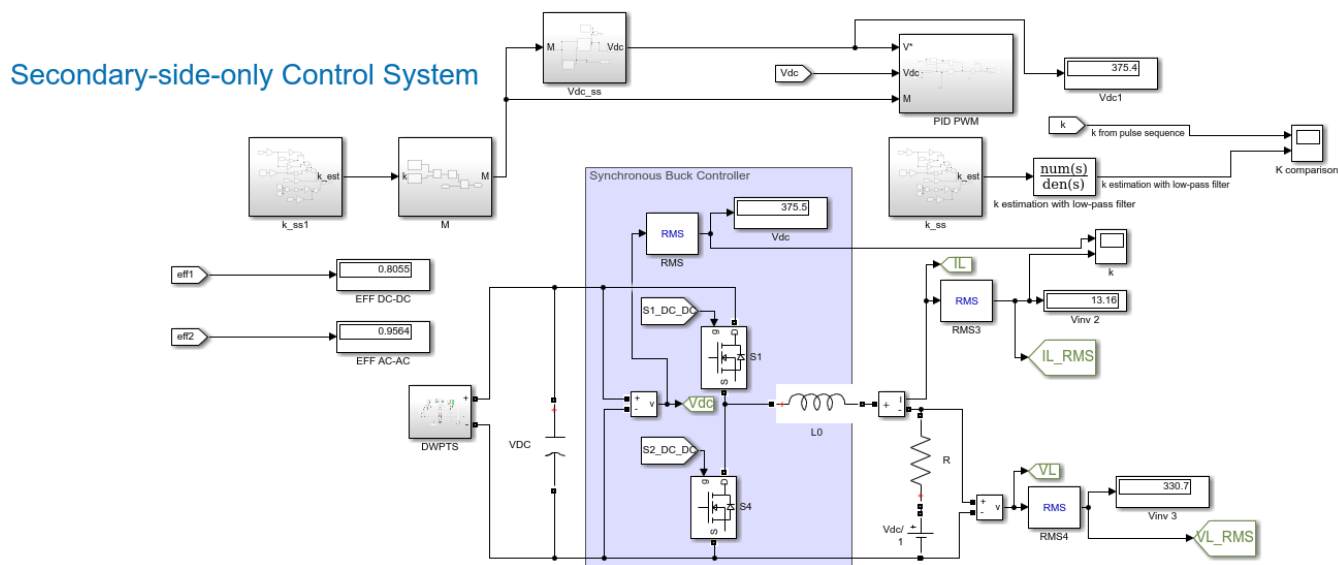 Secondary-side-only Control System
M
Vdc
Vdc_ss
Vdc
V*
Vdc
M
PID PWM
375.4
Vdc1
k
k from pulse sequence
K comparison
k_est
k_ss1
k
M
M
k_est
k_ss
num(s)
den(s)
k estimation with low-pass filter
k estimation with low-pass filter
Synchronous Buck Controller
RMS
RMS
375.5
Vdc
k
eff1
0.8055
EFF DC-DC
eff2
0.9564
EFF AC-AC
IL
RMS
RMS3
13.16
Vinv 2
IL_RMS
S1_DC_DC
g
D
S
S1
+
-
DWPTS
VDC
+
-
v
Vdc
L0
+
I
-
S2_DC_DC
g
D
S
S4
R
Vdc/
1
+
+
-
v
VL
RMS
RMS4
330.7
Vinv 3
VL_RMS